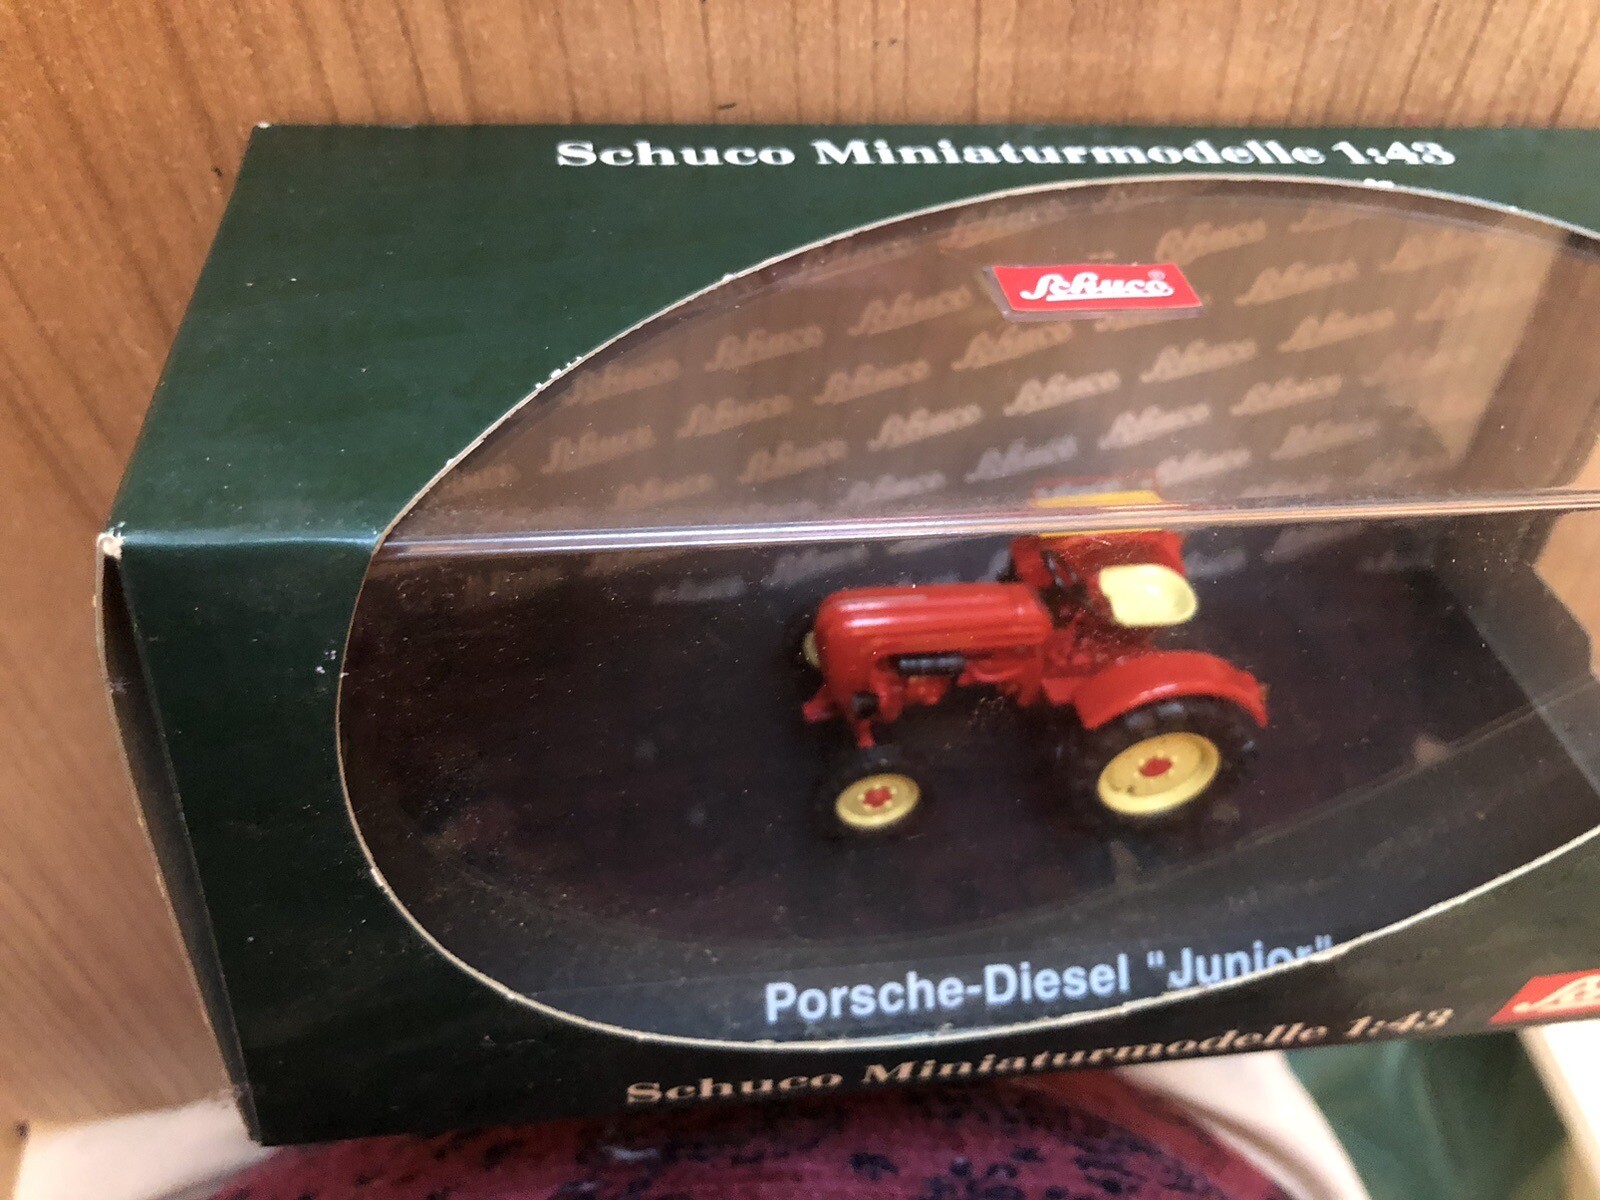 Schuco Miniaturmodelle 1:43
Schuco®
Porsche-Diesel "Junior"
Schuco Miniaturmodelle 1:43